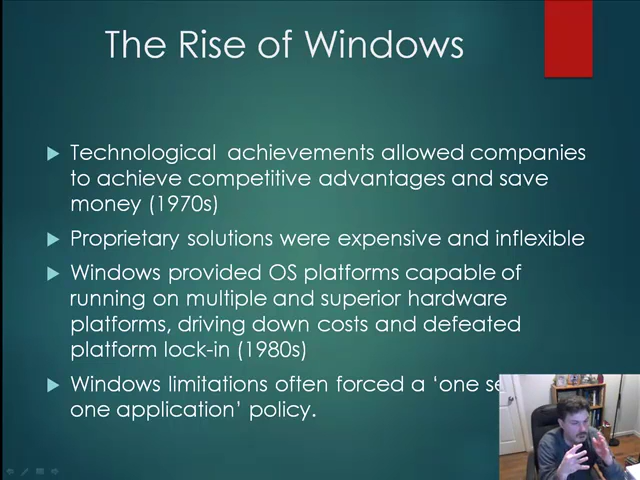 The Rise of Windows
Technological achievements allowed companies
to achieve competitive advantages and save
money (1970s)
Proprietary solutions were expensive and inflexible
Windows provided OS platforms capable of
running on multiple and superior hardware
platforms, driving down costs and defeated
platform lock-in (1980s)
Windows limitations often forced a ‘one
one application’ policy.